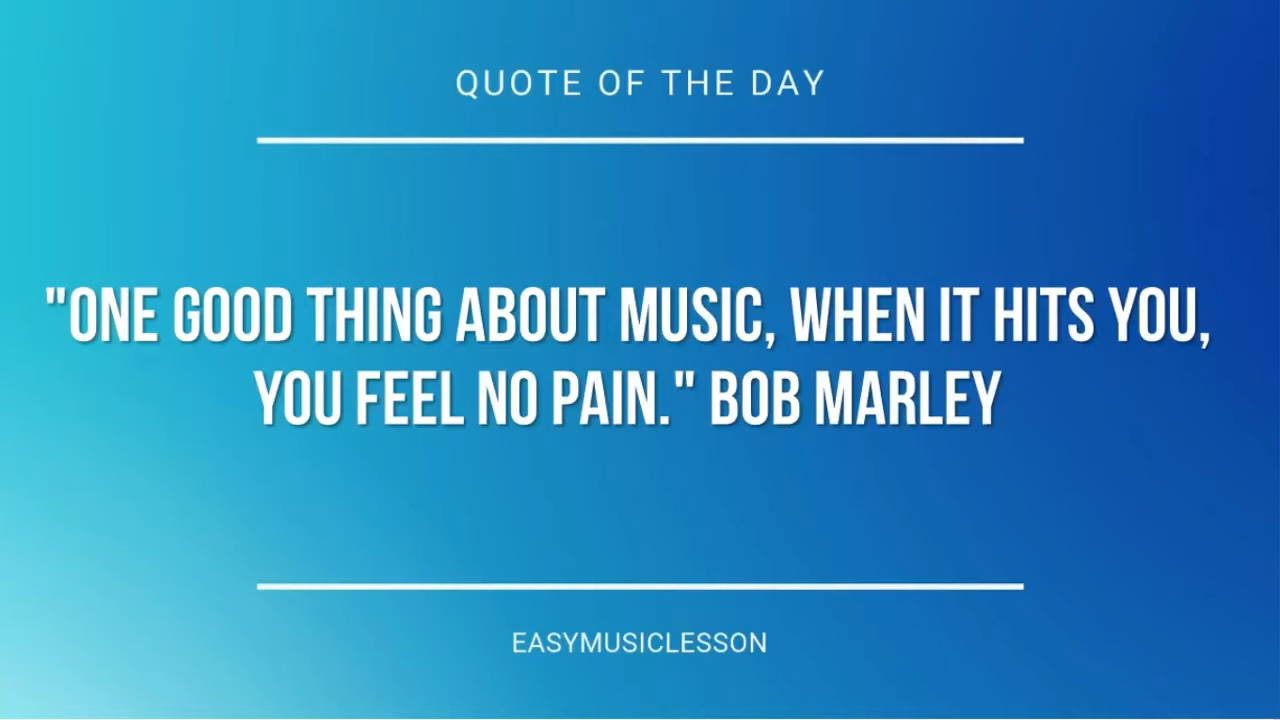 QUOTE OF THE DAY
"ONE GOOD THING ABOUT MUSIC, WHEN IT HITS YOU,
YOU FEEL NO PAIN." BOB MARLEY
EASYMUSICLESSON